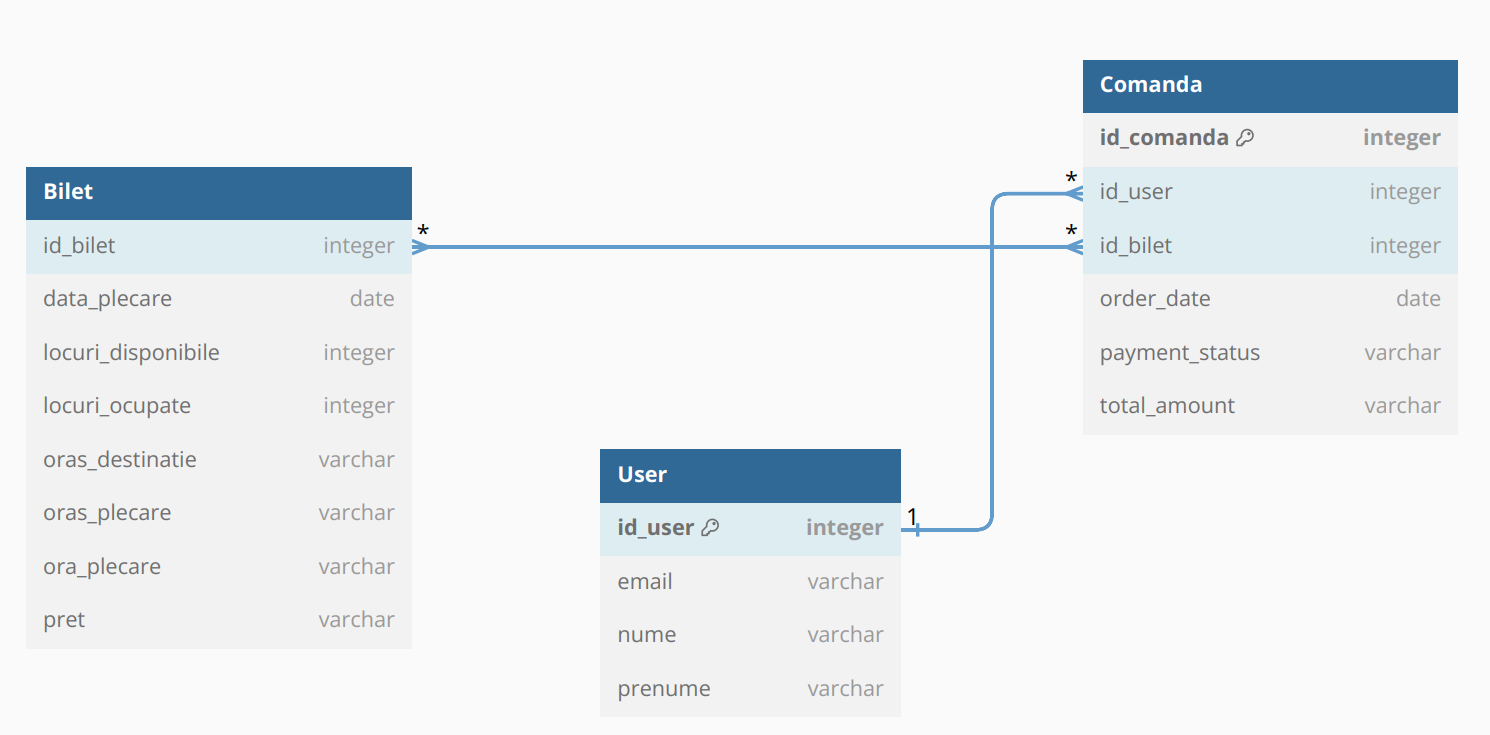 Bilet
id_bilet integer
data_plecare date
locuri_disponibile integer
locuri_ocupate integer
oras_destinatie varchar
oras_plecare varchar
ora_plecare varchar
pret varchar
*
*
*
1
User
id_user integer
email varchar
nume varchar
prenume varchar
Comanda
id_comanda integer
id_user integer
id_bilet integer
order_date date
payment_status varchar
total_amount varchar